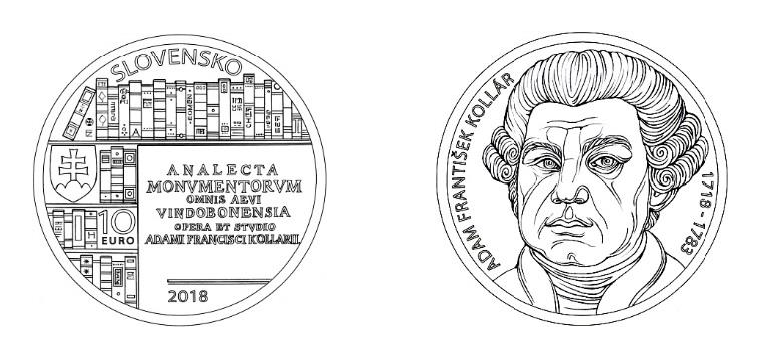 SLOVENSKO
ANALECTA
MONVMENTORVM
OMNIS AEVI
VINDOBONENSIA
OPERA ET STVDIO
ADAMI FRANCISCI KOLLARII.
10
EURO
2018
ADAM FRANTIŠEK KOLLÁR
1718 - 1783